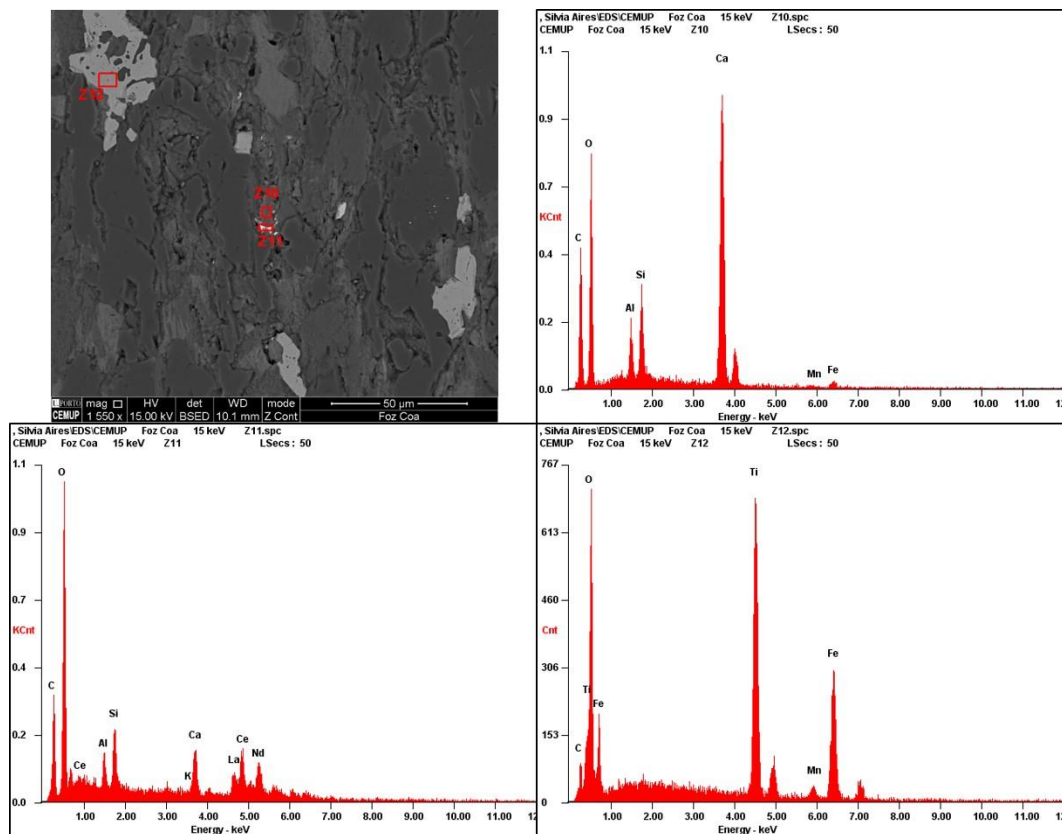 Z12
Z10
Z11
U.PORTO
CEMUP
mag HV det WD mode
1 550 x 15.00 kV BSED 10.1 mm Z Cont
50 µm
Foz Coa
, Silvia Aires\EDS\CEMUP Foz Coa 15 keV Z10.spc
CEMUP Foz Coa 15 keV Z10 LSecs : 50
1.1
Ca
0.9
O
0.7
KCnt
C
0.4
Si
Al
0.2
Mn Fe
0.0
1.00 2.00 3.00 4.00 5.00 6.00 7.00 8.00 9.00 10.00 11.00
Energy - keV
, Silvia Aires\EDS\CEMUP Foz Coa 15 keV Z11.spc
CEMUP Foz Coa 15 keV Z11 LSecs : 50
1.1
O
0.9
0.7
KCnt
C
0.4
Si
Ca
0.2
Al
Ce
Nd
La
K
Ce
0.0
1.00 2.00 3.00 4.00 5.00 6.00 7.00 8.00 9.00 10.00 11.00
Energy - keV
, Silvia Aires\EDS\CEMUP Foz Coa 15 keV Z12.spc
CEMUP Foz Coa 15 keV Z12 LSecs : 50
767
O
Ti
613
460
Cnt
Fe
306
Ti
Fe
153
C
Mn
0
1.00 2.00 3.00 4.00 5.00 6.00 7.00 8.00 9.00 10.00 11.00
Energy - keV